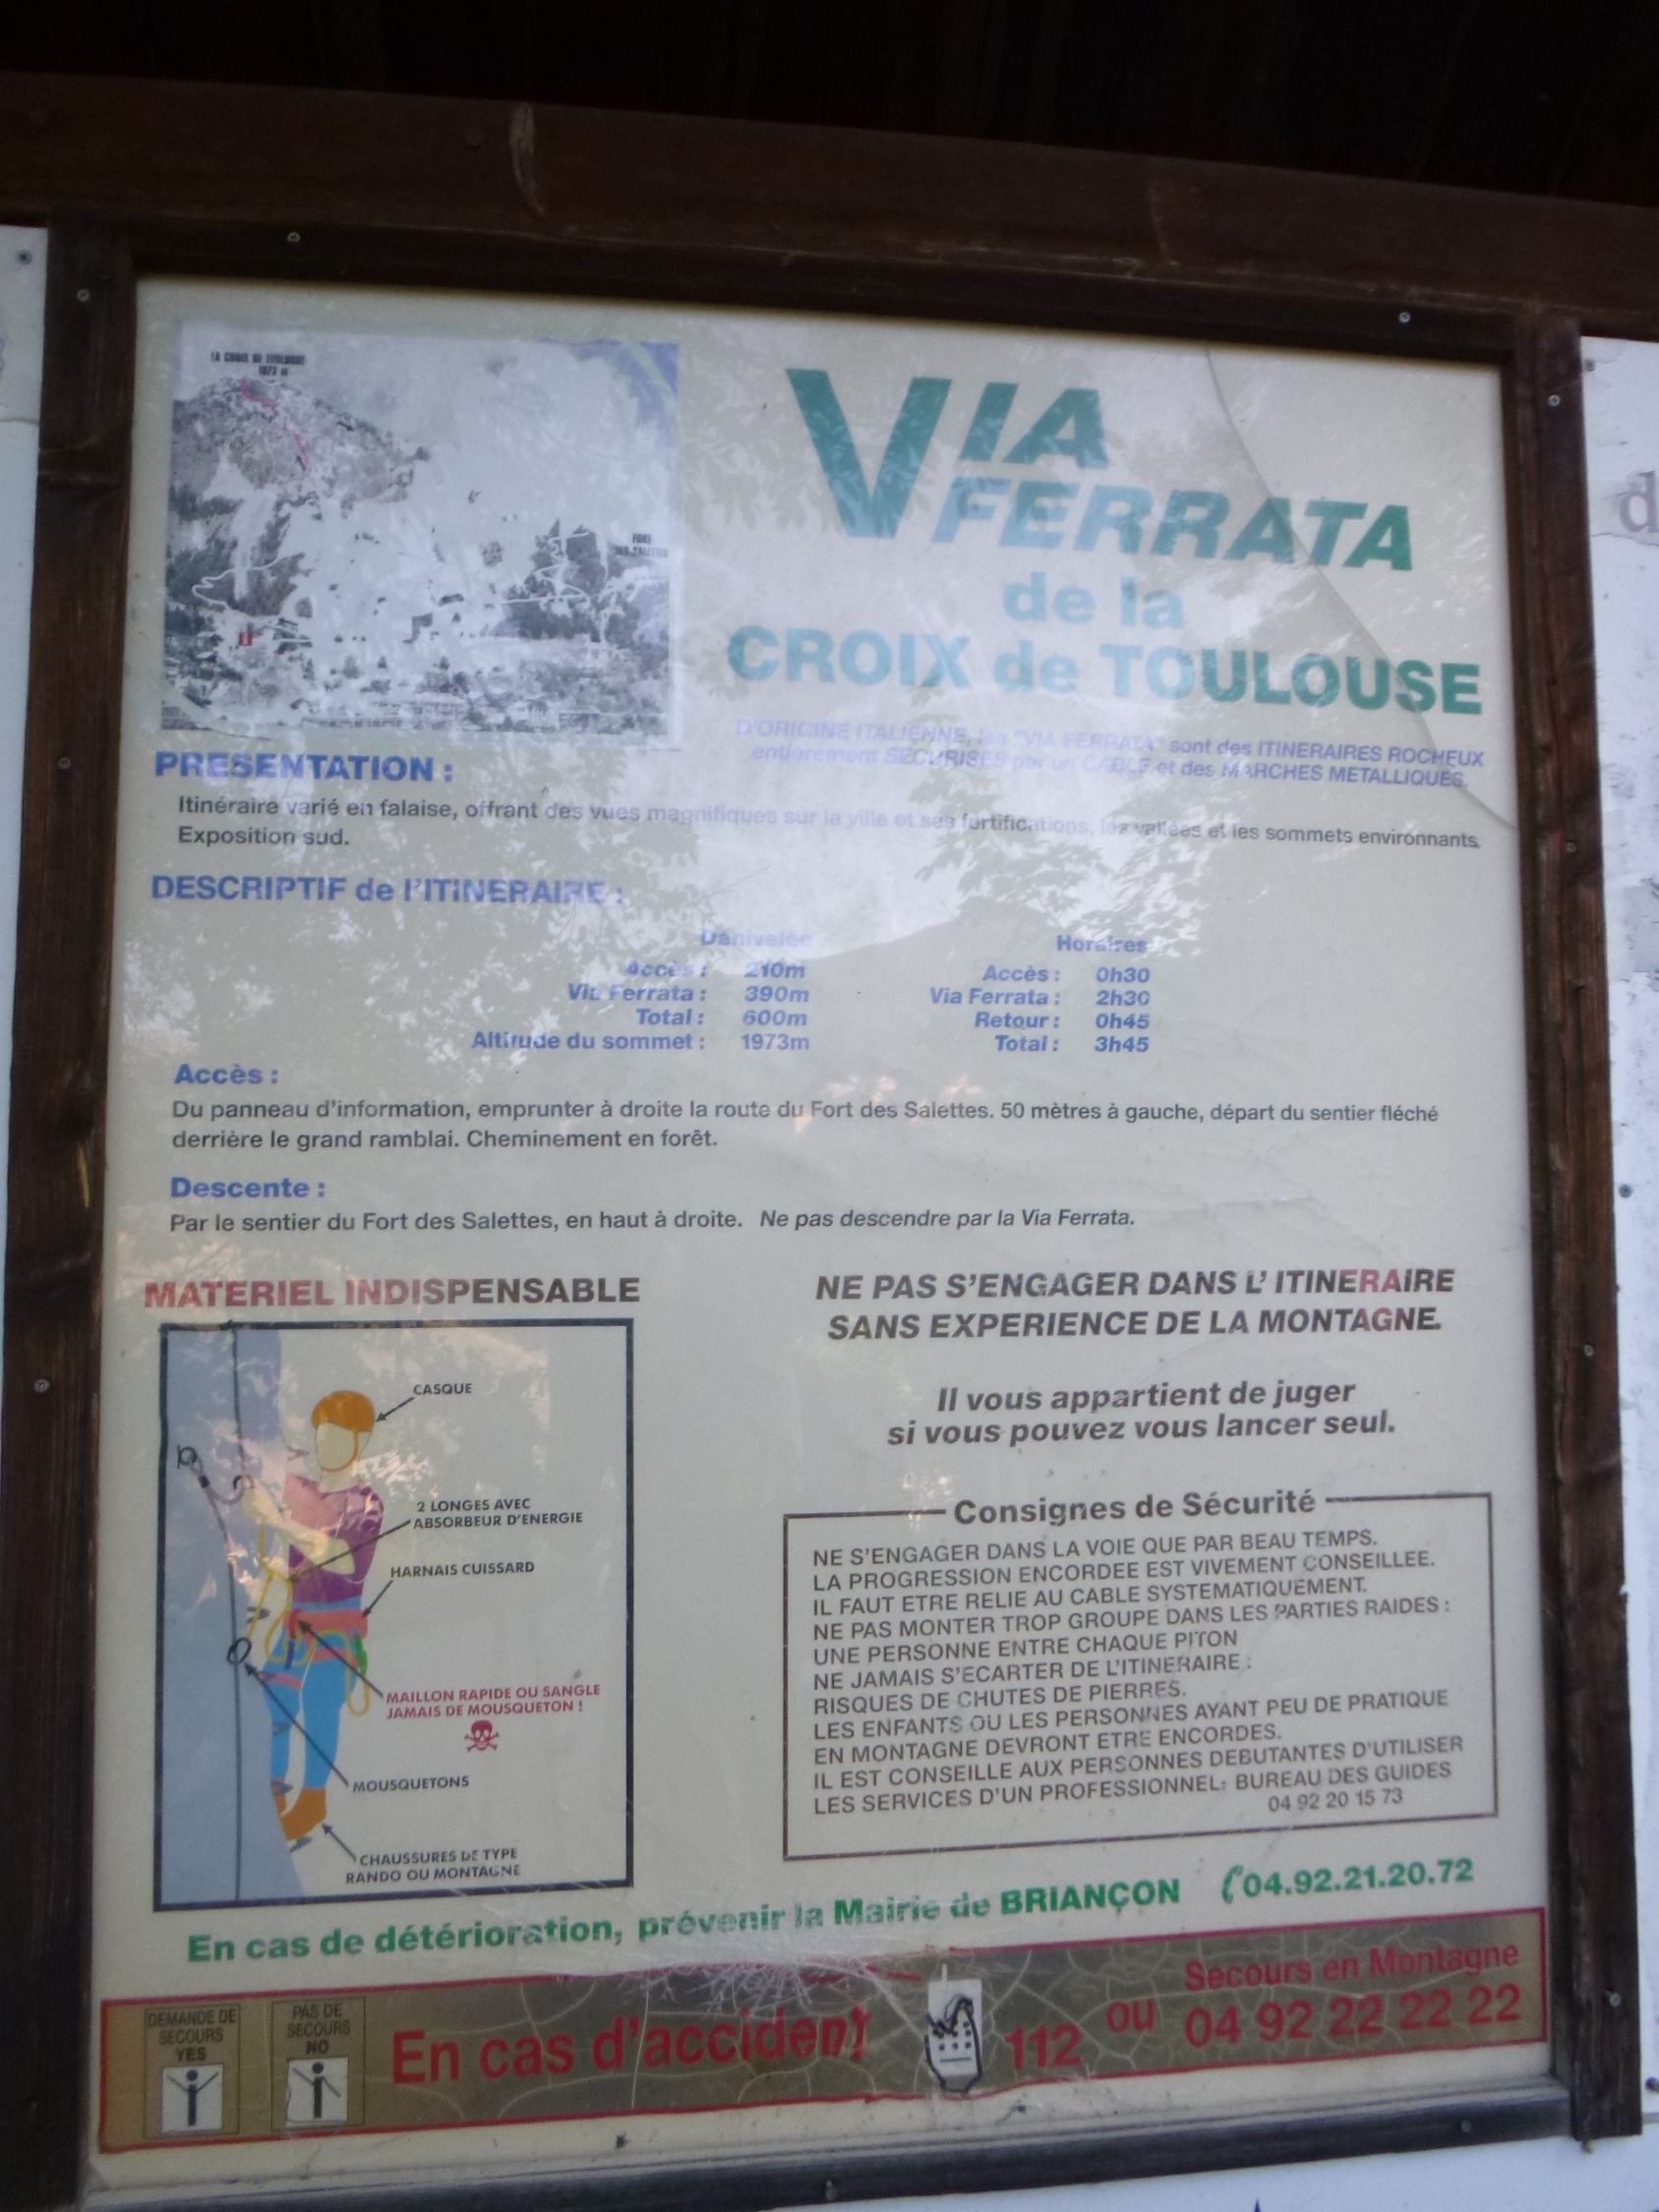 LA CROIX DE TOULOUSE
1973 m
FORT
DES SALETTES
VIA
FERRATA
de la
CROIX de TOULOUSE
D'ORIGINE ITALIENNE, les "VIA FERRATA" sont des ITINERAIRES ROCHEUX
entierement SECURISES par un CABLE et des MARCHES METALLIQUES.
PRESENTATION :
Itinéraire varié en falaise, offrant des vues magnifiques sur la ville et ses fortifications, les vallées et les sommets environnants
Exposition sud.
DESCRIPTIF de l'ITINERAIRE :
Dénivelée Horaires
Accès : 210m Accès : 0h30
Via Ferrata : 390m Via Ferrata : 2h30
Total : 600m Retour : 0h45
Altitude du sommet : 1973m Total : 3h45
Accès :
Du panneau d'information, emprunter à droite la route du Fort des Salettes. 50 mètres à gauche, départ du sentier fléché
derrière le grand ramblai. Cheminement en forêt.
Descente :
Par le sentier du Fort des Salettes, en haut à droite. Ne pas descendre par la Via Ferrata.
MATERIEL INDISPENSABLE
CASQUE
2 LONGES AVEC
ABSORBEUR D'ENERGIE
HARNAIS CUISSARD
MAILLON RAPIDE OU SANGLE
JAMAIS DE MOUSQUETON !
MOUSQUETONS
CHAUSSURES DE TYPE
RANDO OU MONTAGNE
NE PAS S'ENGAGER DANS L' ITINERAIRE
SANS EXPERIENCE DE LA MONTAGNE.
Il vous appartient de juger
si vous pouvez vous lancer seul.
Consignes de Sécurité
NE S'ENGAGER DANS LA VOIE QUE PAR BEAU TEMPS.
LA PROGRESSION ENCORDEE EST VIVEMENT CONSEILLEE.
IL FAUT ETRE RELIE AU CABLE SYSTEMATIQUEMENT.
NE PAS MONTER TROP GROUPE DANS LES PARTIES RAIDES :
UNE PERSONNE ENTRE CHAQUE PITON
NE JAMAIS S'ECARTER DE L'ITINERAIRE :
RISQUES DE CHUTES DE PIERRES.
LES ENFANTS OU LES PERSONNES AYANT PEU DE PRATIQUE
EN MONTAGNE DEVRONT ETRE ENCORDES.
IL EST CONSEILLE AUX PERSONNES DEBUTANTES D'UTILISER
LES SERVICES D'UN PROFESSIONNEL: BUREAU DES GUIDES
04 92 20 15 73
En cas de détérioration, prévenir la Mairie de BRIANÇON 04.92.21.20.72
DEMANDE DE
SECOURS
YES
PAS DE
SECOURS
NO
En cas d'accident 112 ou Secours en Montagne
04 92 22 22 22
d